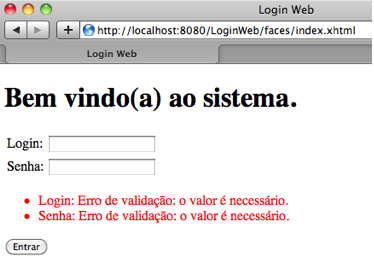 Login Web
http://localhost:8080/LoginWeb/faces/index.xhtml
Login Web
Bem vindo(a) ao sistema.
Login:
Senha:
Login: Erro de validação: o valor é necessário.
Senha: Erro de validação: o valor é necessário.
Entrar